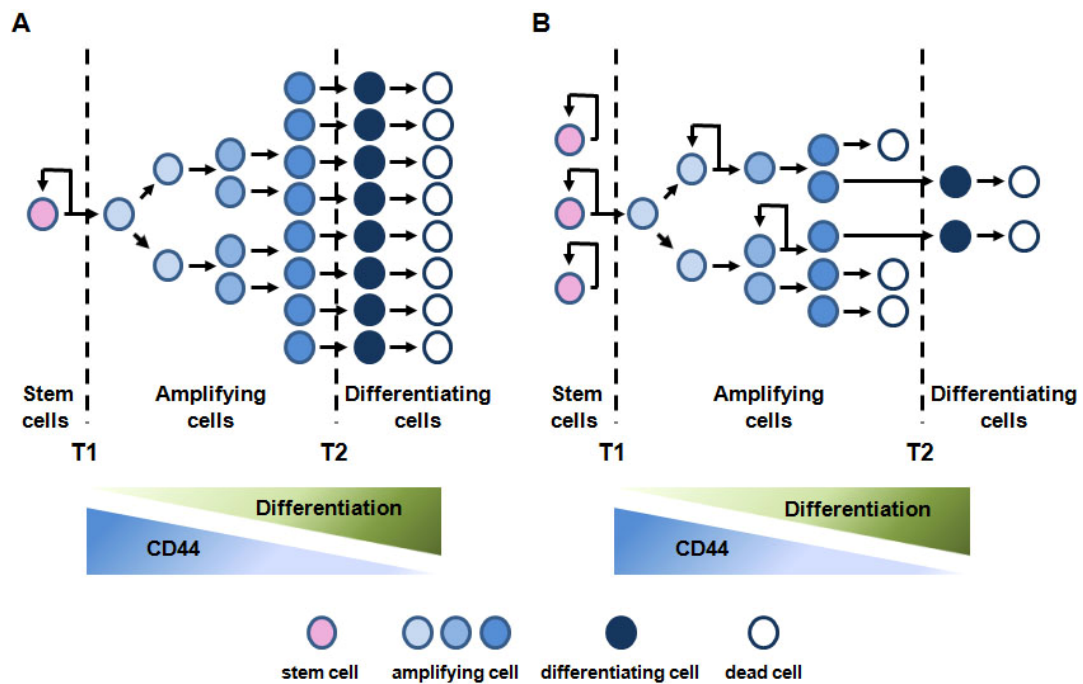 A
B
Stem
cells
Amplifying
cells
Differentiating
cells
T1
T2
Stem
cells
Amplifying
cells
Differentiating
cells
T1
T2
Differentiation
CD44
Differentiation
CD44
stem cell
amplifying cell
differentiating cell
dead cell